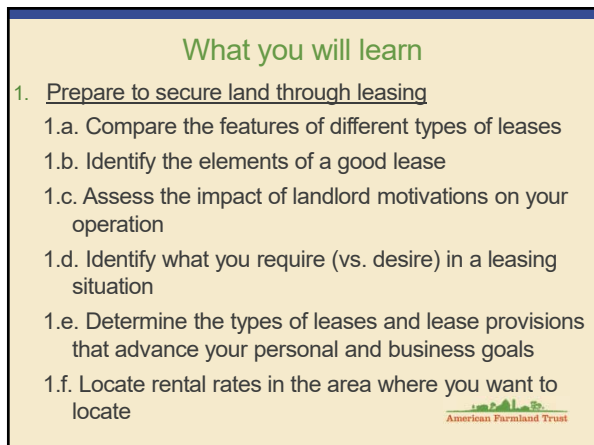 What you will learn
1. Prepare to secure land through leasing
1.a. Compare the features of different types of leases
1.b. Identify the elements of a good lease
1.c. Assess the impact of landlord motivations on your
operation
1.d. Identify what you require (vs. desire) in a leasing
situation
1.e. Determine the types of leases and lease provisions
that advance your personal and business goals
1.f. Locate rental rates in the area where you want to
locate
American Farmland Trust